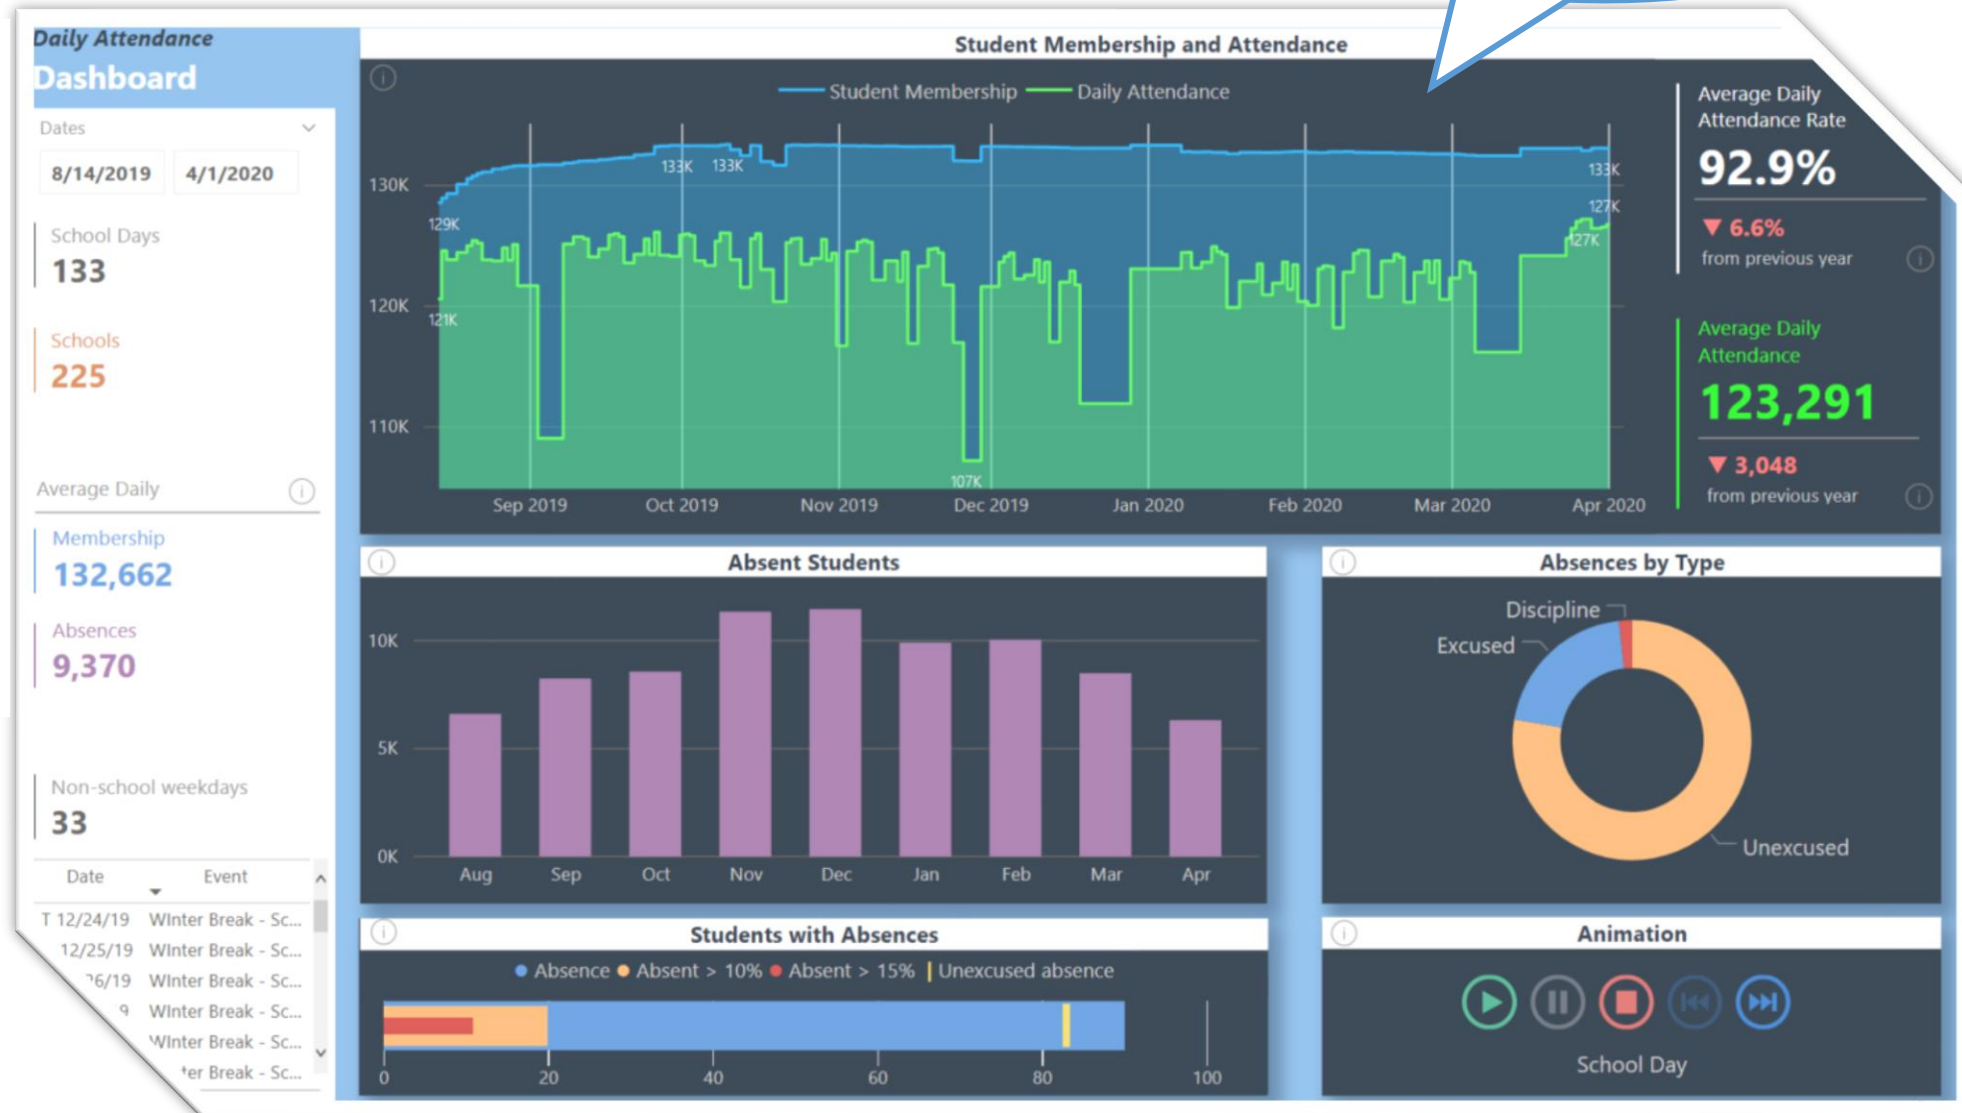 Daily Attendance
Dashboard
Dates
8/14/2019 4/1/2020
School Days
133
Schools
225
Average Daily
Membership
132,662
Absences
9,370
Non-school weekdays
33
Date Event
T 12/24/19 WInter Break - Sc...
12/25/19 WInter Break - Sc...
26/19 WInter Break - Sc...
9 WInter Break - Sc...
WInter Break - Sc...
ter Break - Sc...
Student Membership and Attendance
Student Membership Daily Attendance
130K
120K
110K
129K
121K
133K
133K
107K
133K
127K
127K
Sep 2019 Oct 2019 Nov 2019 Dec 2019 Jan 2020 Feb 2020 Mar 2020 Apr 2020
Average Daily
Attendance Rate
92.9%
▼ 6.6%
from previous year
Average Daily
Attendance
123,291
▼ 3,048
from previous year
Absent Students
10K
5K
0K
Aug Sep Oct Nov Dec Jan Feb Mar Apr
Absences by Type
Discipline
Excused
Unexcused
Students with Absences
Absence Absent > 10% Absent > 15% Unexcused absence
0 20 40 60 80 100
Animation
School Day